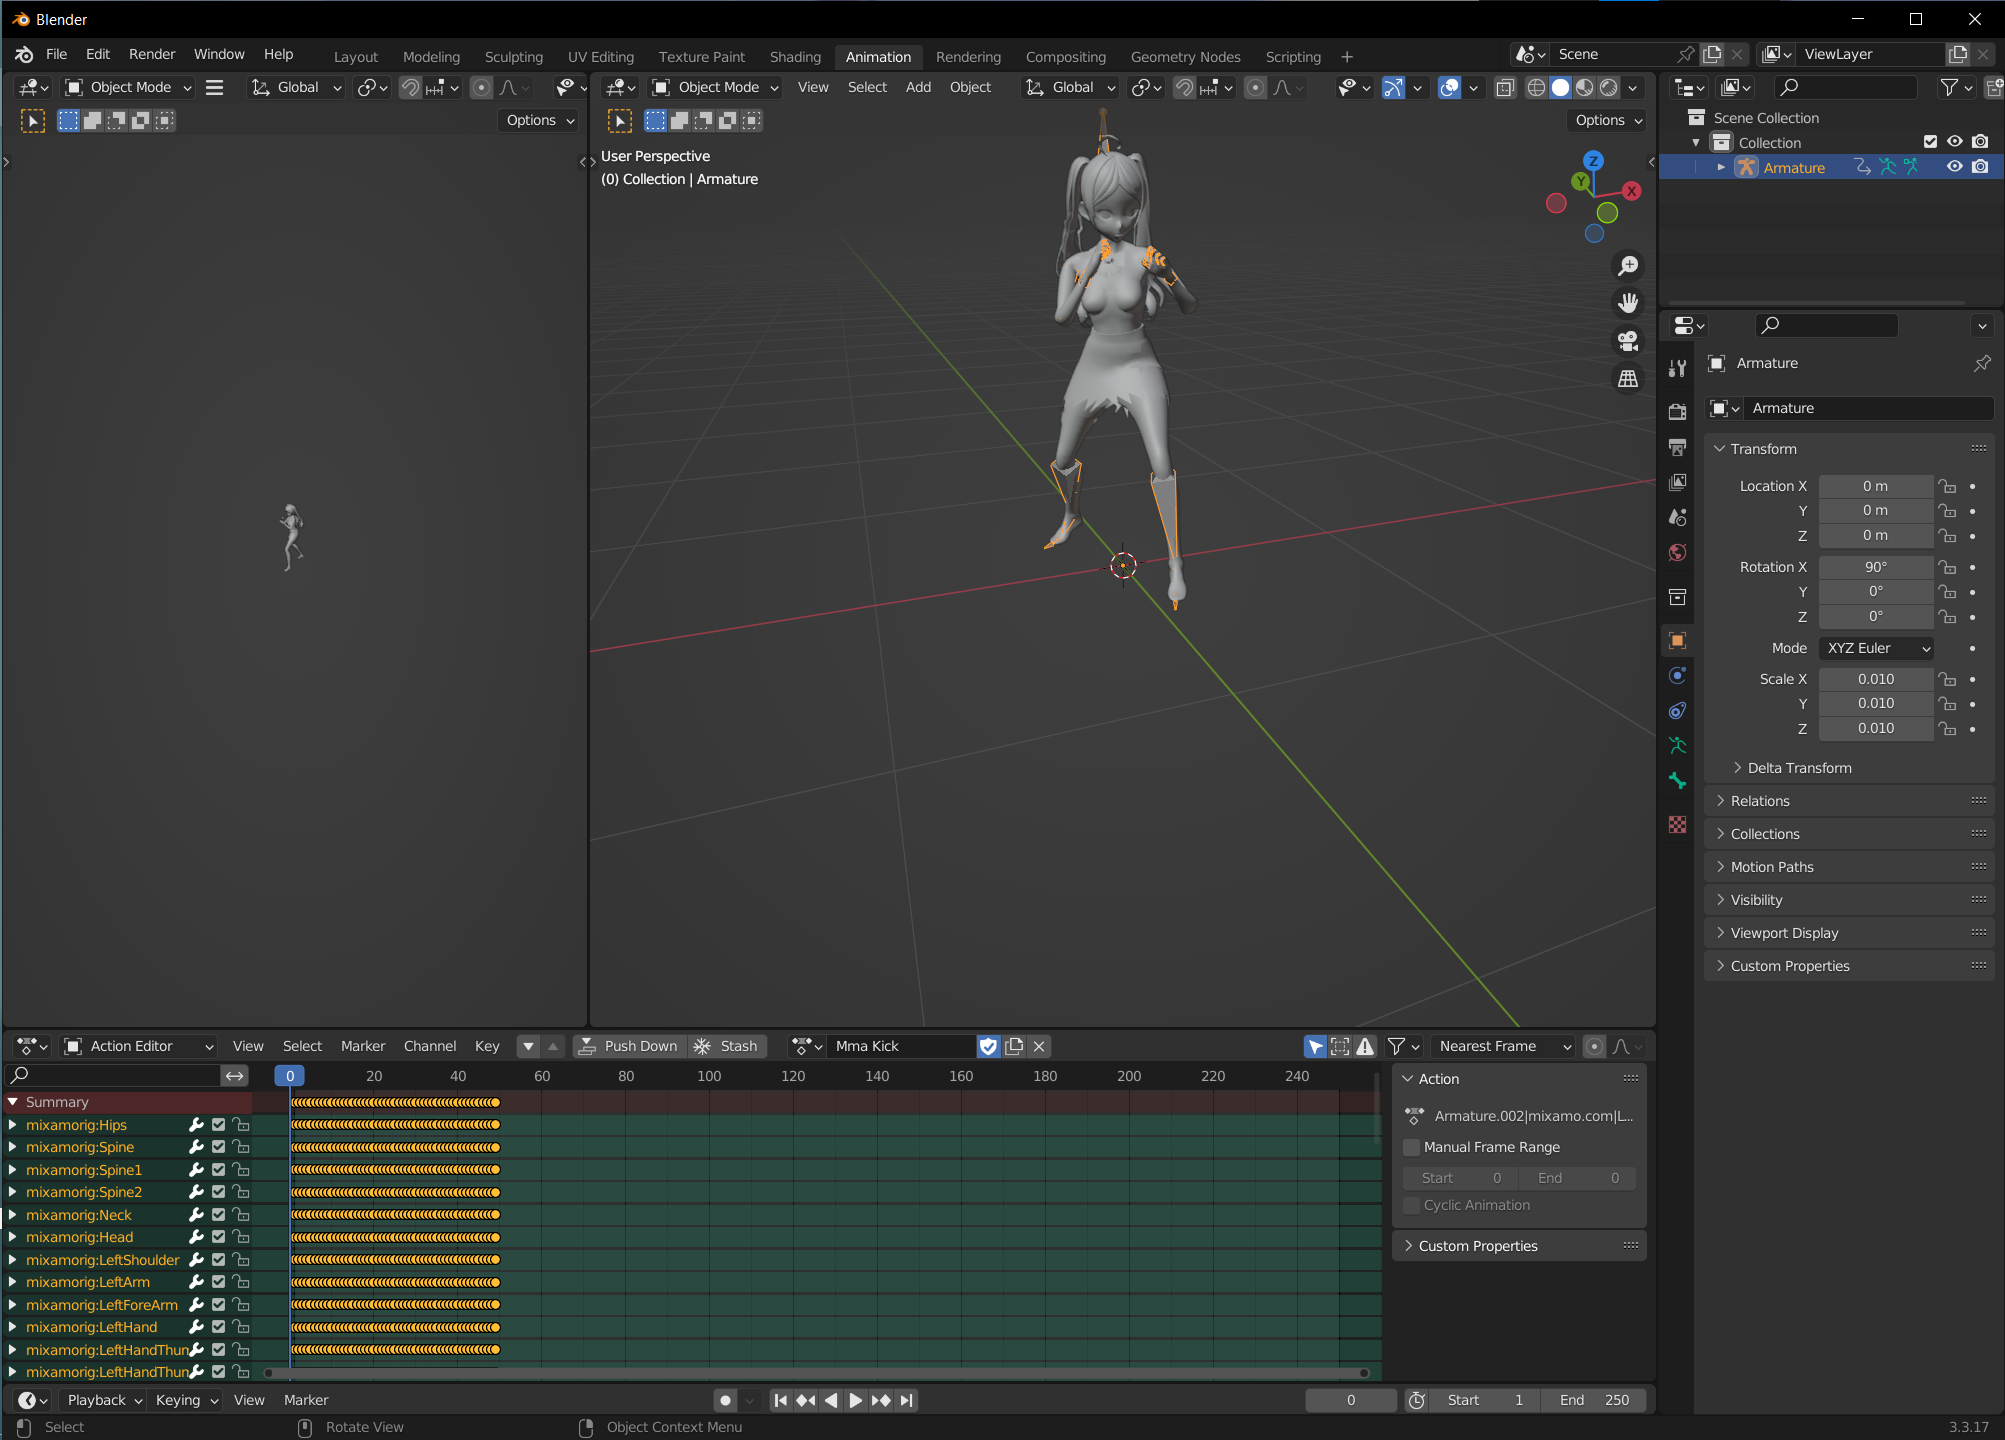 Blender
File Edit Render Window Help Layout Modeling Sculpting UV Editing Texture Paint Shading Animation Rendering Compositing Geometry Nodes Scripting + Scene ViewLayer
Object Mode Global Object Mode View Select Add Object Global
Options Options
User Perspective
(0) Collection | Armature
Z
Y
X
Scene Collection
Collection
Armature
Armature
Armature
Transform
Location X 0 m
Y 0 m
Z 0 m
Rotation X 90°
Y 0°
Z 0°
Mode XYZ Euler
Scale X 0.010
Y 0.010
Z 0.010
Delta Transform
Relations
Collections
Motion Paths
Visibility
Viewport Display
Custom Properties
Action Editor View Select Marker Channel Key Push Down Stash Mma Kick Nearest Frame
0 20 40 60 80 100 120 140 160 180 200 220 240
Summary
mixamorig:Hips
mixamorig:Spine
mixamorig:Spine1
mixamorig:Spine2
mixamorig:Neck
mixamorig:Head
mixamorig:LeftShoulder
mixamorig:LeftArm
mixamorig:LeftForeArm
mixamorig:LeftHand
mixamorig:LeftHandThun
mixamorig:LeftHandThun
Action
Armature.002|mixamo.com|L...
Manual Frame Range
Start 0 End 0
Cyclic Animation
Custom Properties
Playback Keying View Marker 0 Start 1 End 250
Select Rotate View Object Context Menu 3.3.17